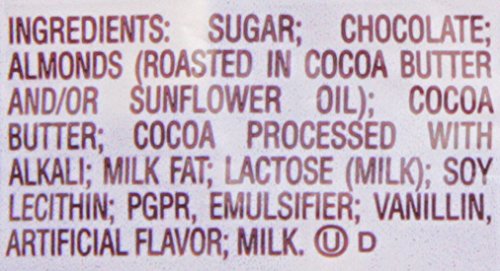 INGREDIENTS: SUGAR; CHOCOLATE;
ALMONDS (ROASTED IN COCOA BUTTER
AND/OR SUNFLOWER OIL); COCOA
BUTTER; COCOA PROCESSED WITH
ALKALI; MILK FAT; LACTOSE (MILK); SOY
LECITHIN; PGPR, EMULSIFIER; VANILLIN,
ARTIFICIAL FLAVOR; MILK. Ⓤ D